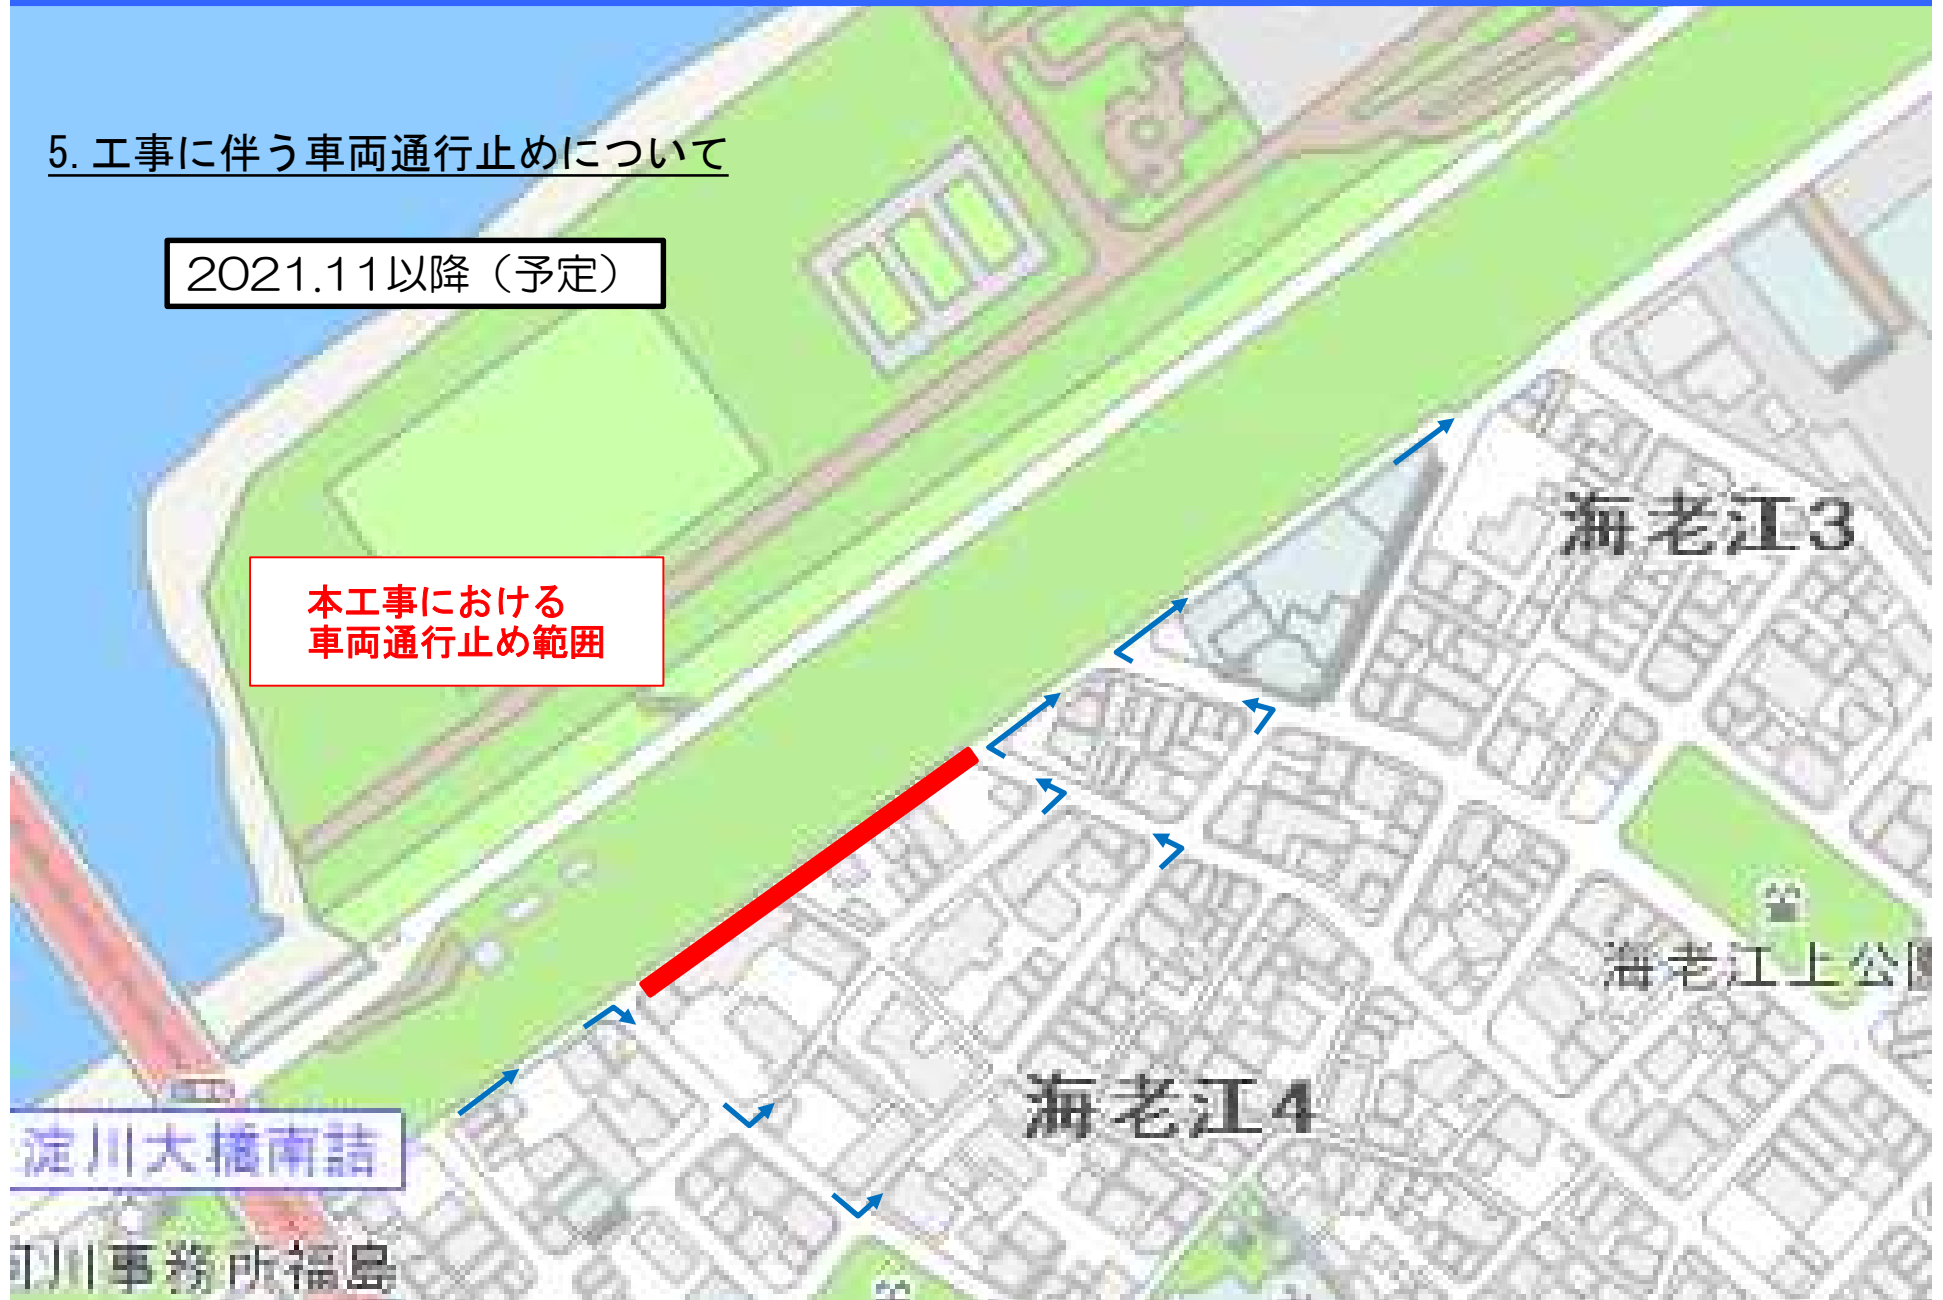 5.工事に伴う車両通行止めについて
2021.11以降（予定）
本工事における
車両通行止め範囲
海老江3
海老江上公園
海老江4
淀川大橋南詰
河川事務所福島